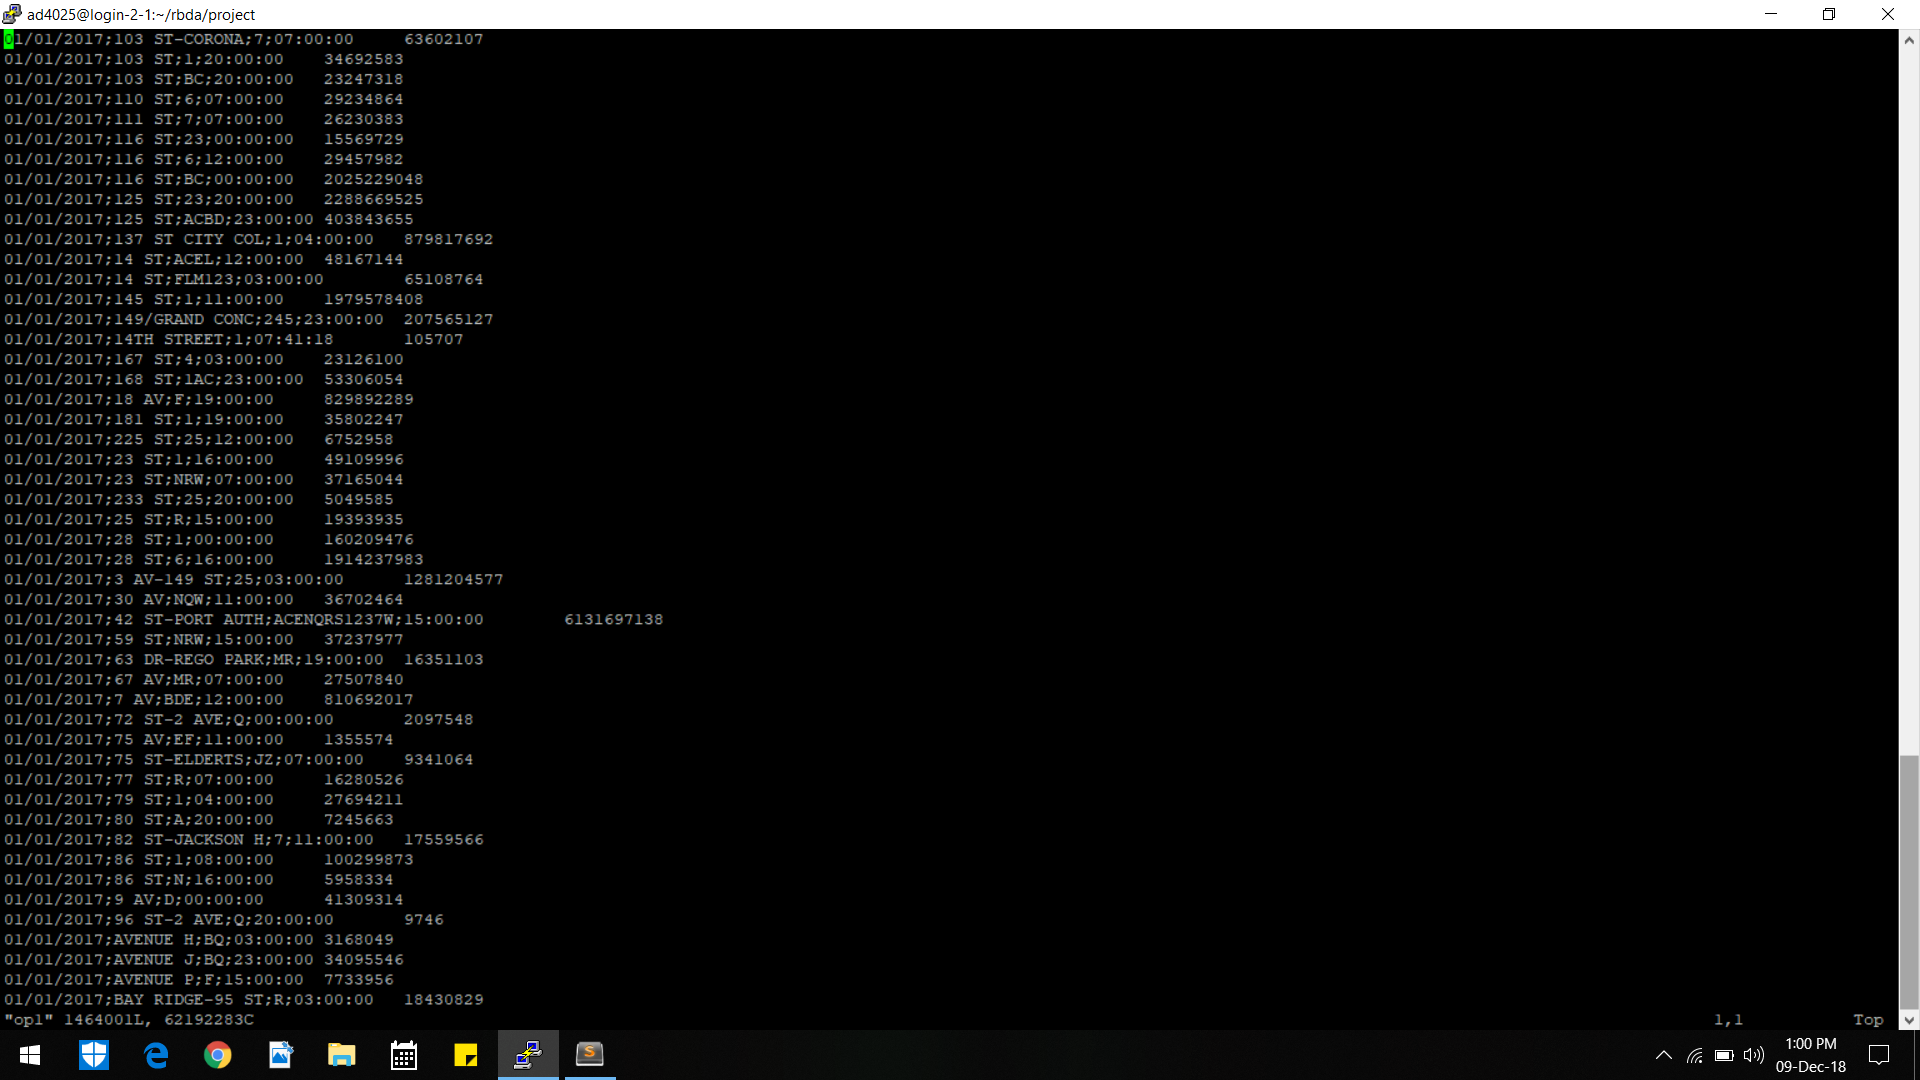 ad4025@login-2-1:~/rbda/project
01/01/2017;103 ST-CORONA;7;07:00:00	63602107
01/01/2017;103 ST;1;20:00:00	34692583
01/01/2017;103 ST;BC;20:00:00	23247318
01/01/2017;110 ST;6;07:00:00	29234864
01/01/2017;111 ST;7;07:00:00	26230383
01/01/2017;116 ST;23;00:00:00	15569729
01/01/2017;116 ST;6;12:00:00	29457982
01/01/2017;116 ST;BC;00:00:00	2025229048
01/01/2017;125 ST;23;20:00:00	2288669525
01/01/2017;125 ST;ACBD;23:00:00	403843655
01/01/2017;137 ST CITY COL;1;04:00:00	879817692
01/01/2017;14 ST;ACEL;12:00:00	48167144
01/01/2017;14 ST;FLM123;03:00:00	65108764
01/01/2017;145 ST;1;11:00:00	1979578408
01/01/2017;149/GRAND CONC;245;23:00:00	207565127
01/01/2017;14TH STREET;1;07:41:18	105707
01/01/2017;167 ST;4;03:00:00	23126100
01/01/2017;168 ST;1AC;23:00:00	53306054
01/01/2017;18 AV;F;19:00:00	829892289
01/01/2017;181 ST;1;19:00:00	35802247
01/01/2017;225 ST;25;12:00:00	6752958
01/01/2017;23 ST;1;16:00:00	49109996
01/01/2017;23 ST;NRW;07:00:00	37165044
01/01/2017;233 ST;25;20:00:00	5049585
01/01/2017;25 ST;R;15:00:00	19393935
01/01/2017;28 ST;1;00:00:00	160209476
01/01/2017;28 ST;6;16:00:00	1914237983
01/01/2017;3 AV-149 ST;25;03:00:00	1281204577
01/01/2017;30 AV;NQW;11:00:00	36702464
01/01/2017;42 ST-PORT AUTH;ACENQRS1237W;15:00:00	6131697138
01/01/2017;59 ST;NRW;15:00:00	37237977
01/01/2017;63 DR-REGO PARK;MR;19:00:00	16351103
01/01/2017;67 AV;MR;07:00:00	27507840
01/01/2017;7 AV;BDE;12:00:00	810692017
01/01/2017;72 ST-2 AVE;Q;00:00:00	2097548
01/01/2017;75 AV;EF;11:00:00	1355574
01/01/2017;75 ST-ELDERTS;JZ;07:00:00	9341064
01/01/2017;77 ST;R;07:00:00	16280526
01/01/2017;79 ST;1;04:00:00	27694211
01/01/2017;80 ST;A;20:00:00	7245663
01/01/2017;82 ST-JACKSON H;7;11:00:00	17559566
01/01/2017;86 ST;1;08:00:00	100299873
01/01/2017;86 ST;N;16:00:00	5958334
01/01/2017;9 AV;D;00:00:00	41309314
01/01/2017;96 ST-2 AVE;Q;20:00:00	9746
01/01/2017;AVENUE H;BQ;03:00:00	3168049
01/01/2017;AVENUE J;BQ;23:00:00	34095546
01/01/2017;AVENUE P;F;15:00:00	7733956
01/01/2017;BAY RIDGE-95 ST;R;03:00:00	18430829
"op1" 1464001L, 62192283C	1,1	Top
1:00 PM
09-Dec-18